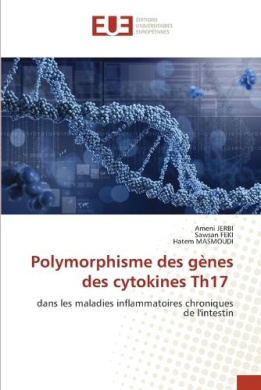 EUE
ÉDITIONS
UNIVERSITAIRES
EUROPÉENNES
Ameni JERBI
Sawsan FEKI
Hatem MASMOUDI
Polymorphisme des gènes
des cytokines Th17
dans les maladies inflammatoires chroniques
de l'intestin